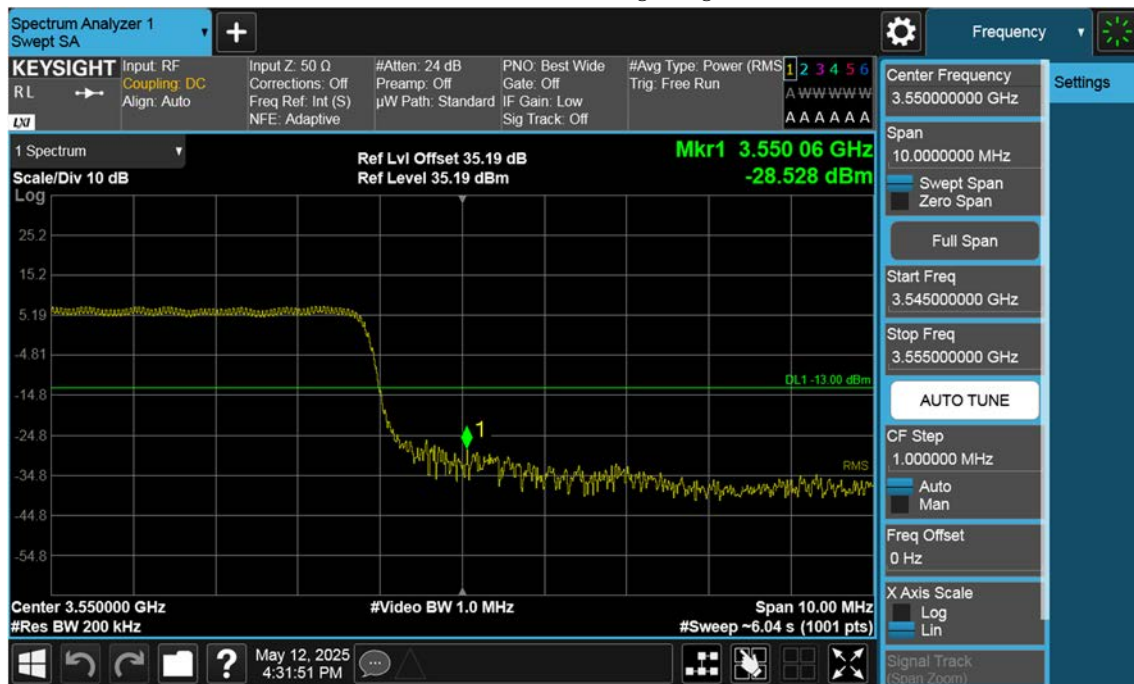 Spectrum Analyzer 1
Swept SA
Frequency
KEYSIGHT
RL
LXI
Input: RF
Coupling: DC
Align: Auto
Input Z: 50 Ω
Corrections: Off
Freq Ref: Int (S)
NFE: Adaptive
#Atten: 24 dB
Preamp: Off
µW Path: Standard
PNO: Best Wide
Gate: Off
IF Gain: Low
Sig Track: Off
#Avg Type: Power (RMS
Trig: Free Run
1 2 3 4 5 6
A W W W W W
A A A A A A
1 Spectrum
Scale/Div 10 dB
Ref Lvl Offset 35.19 dB
Ref Level 35.19 dBm
Mkr1 3.550 06 GHz
-28.528 dBm
Log
25.2
15.2
5.19
-4.81
-14.8
-24.8
-34.8
-44.8
-54.8
DL1 -13.00 dBm
1
RMS
Center 3.550000 GHz
#Res BW 200 kHz
#Video BW 1.0 MHz
Span 10.00 MHz
#Sweep ~6.04 s (1001 pts)
Center Frequency
3.550000000 GHz
Settings
Span
10.0000000 MHz
Swept Span
Zero Span
Full Span
Start Freq
3.545000000 GHz
Stop Freq
3.555000000 GHz
AUTO TUNE
CF Step
1.000000 MHz
Auto
Man
Freq Offset
0 Hz
X Axis Scale
Log
Lin
Signal Track
(Span Zoom)
May 12, 2025
4:31:51 PM